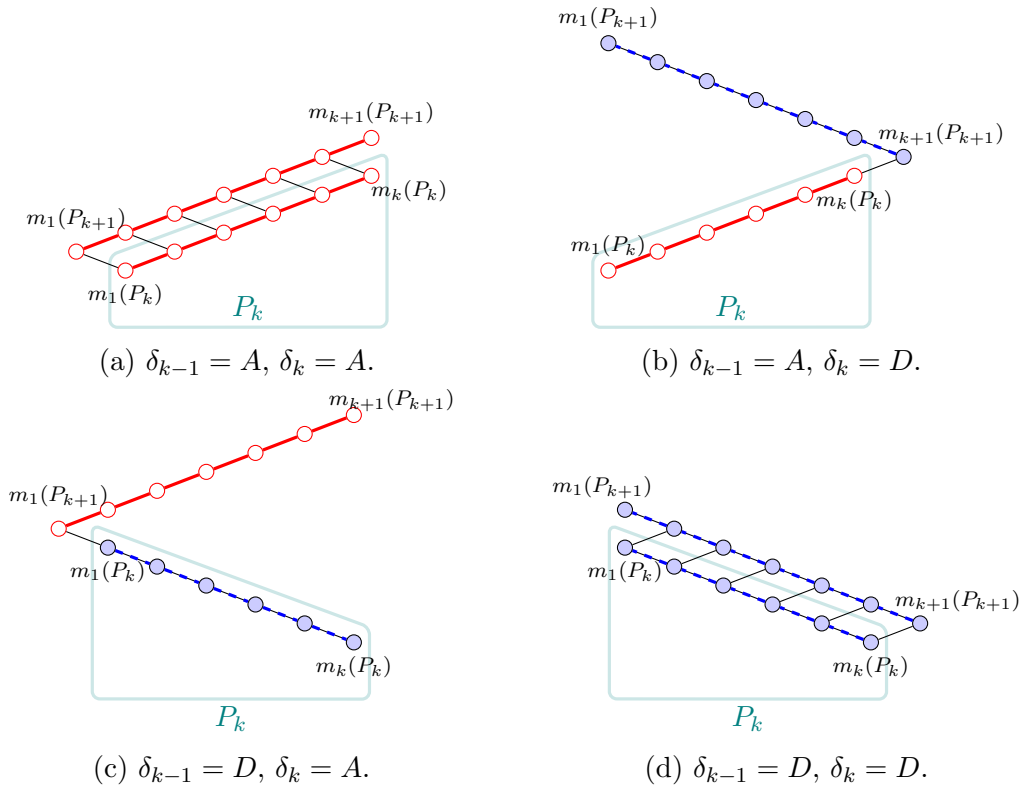 m_{k+1}(P_{k+1})
m_1(P_{k+1})
m_k(P_k)
m_1(P_k)
P_k
(a) δ_{k−1} = A, δ_k = A.
m_1(P_{k+1})
m_{k+1}(P_{k+1})
m_k(P_k)
m_1(P_k)
P_k
(b) δ_{k−1} = A, δ_k = D.
m_{k+1}(P_{k+1})
m_1(P_{k+1})
m_1(P_k)
m_k(P_k)
P_k
(c) δ_{k−1} = D, δ_k = A.
m_1(P_{k+1})
m_1(P_k)
m_{k+1}(P_{k+1})
m_k(P_k)
P_k
(d) δ_{k−1} = D, δ_k = D.